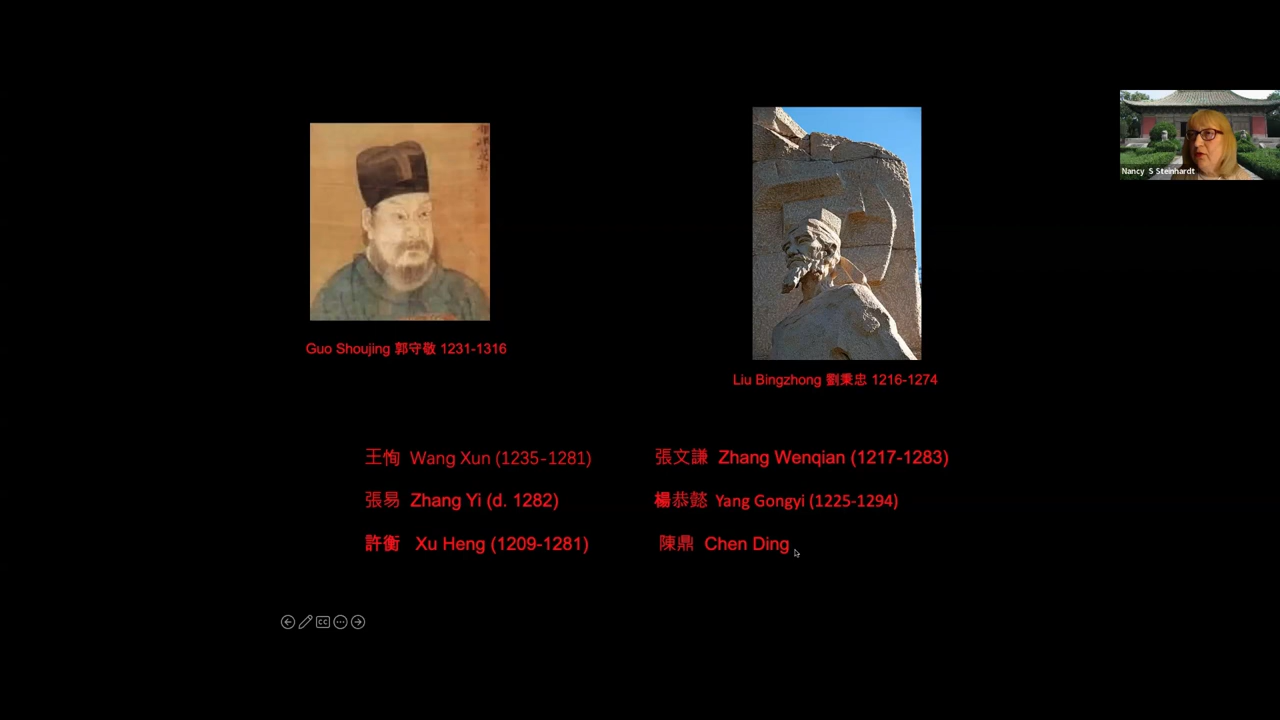 Nancy S Steinhardt
Guo Shoujing 郭守敬 1231-1316
Liu Bingzhong 劉秉忠 1216-1274
王恂 Wang Xun (1235-1281)
張文謙 Zhang Wenqian (1217-1283)
張易 Zhang Yi (d. 1282)
楊恭懿 Yang Gongyi (1225-1294)
許衡 Xu Heng (1209-1281)
陳鼎 Chen Ding
CC